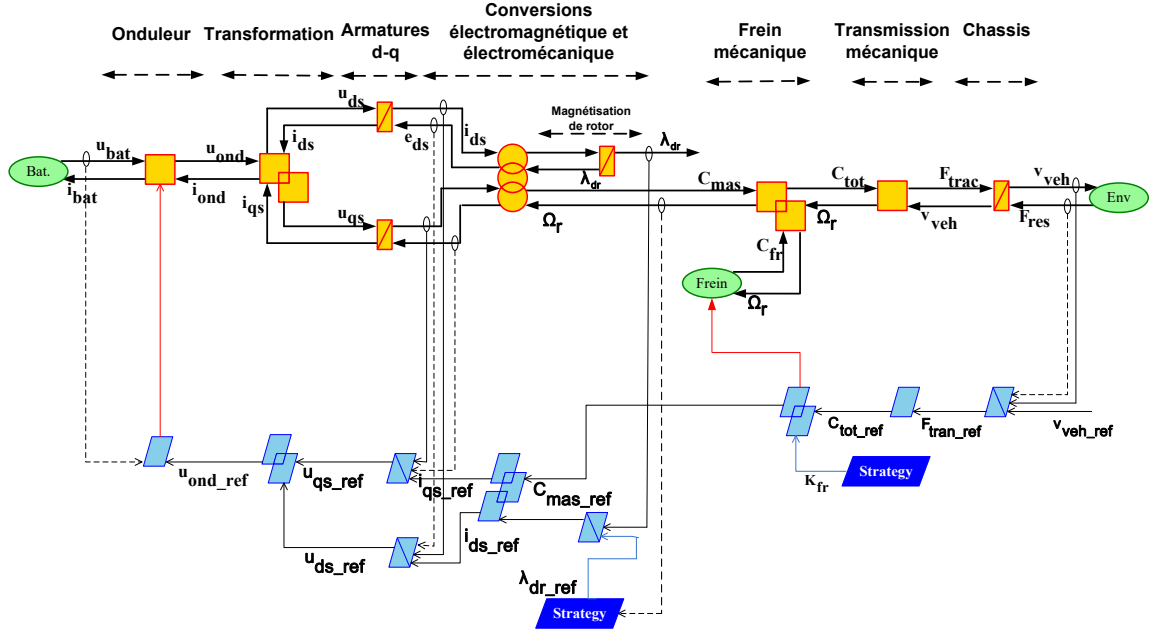 Onduleur
Transformation
Armatures
d-q
Conversions
électromagnétique et
électromécanique
Frein
mécanique
Transmission
mécanique
Chassis
Magnétisation
de rotor
Bat.
u_bat
i_bat
u_ond
i_ond
u_ds
i_ds
i_qs
u_qs
e_ds
i_ds
λ_dr
λ_dr
C_mas
Ω_r
C_tot
Ω_r
F_trac
v_veh
v_veh
F_res
Env
C_fr
Frein
Ω_r
u_ond_ref
u_qs_ref
i_qs_ref
C_mas_ref
C_tot_ref
F_tran_ref
v_veh_ref
K_fr
Strategy
u_ds_ref
i_ds_ref
λ_dr_ref
Strategy